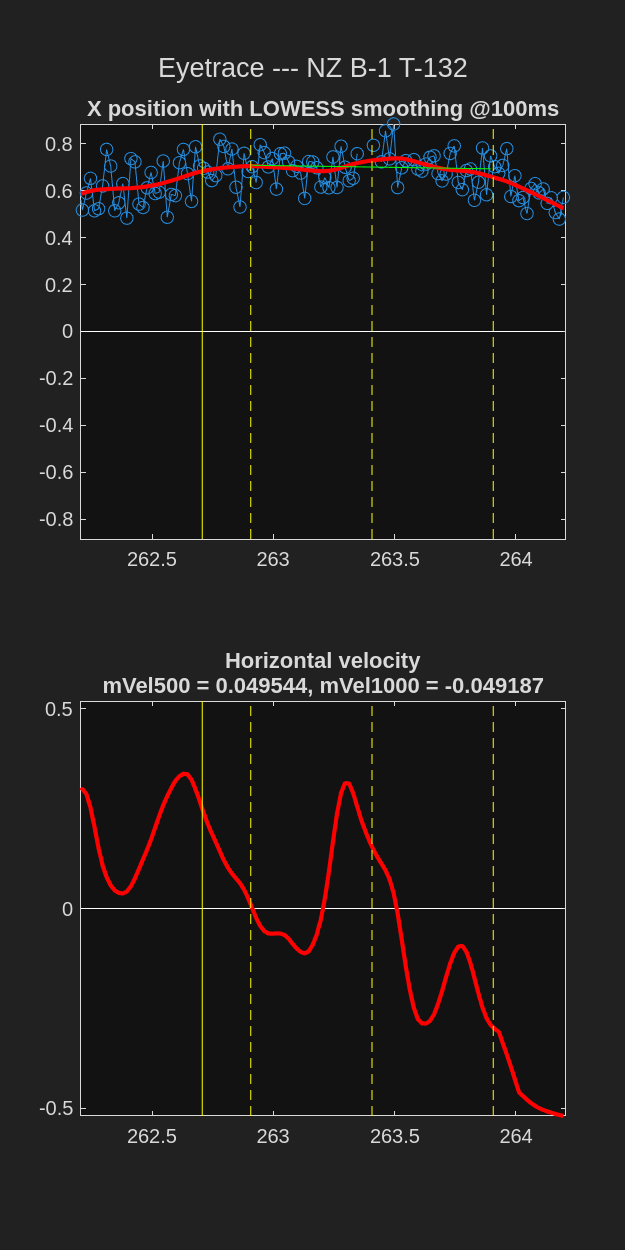 Eyetrace --- NZ B-1 T-132
X position with LOWESS smoothing @100ms
0.8
0.6
0.4
0.2
0
-0.2
-0.4
-0.6
-0.8
262.5 263 263.5 264
Horizontal velocity
mVel500 = 0.049544, mVel1000 = -0.049187
0.5
0
-0.5
262.5 263 263.5 264